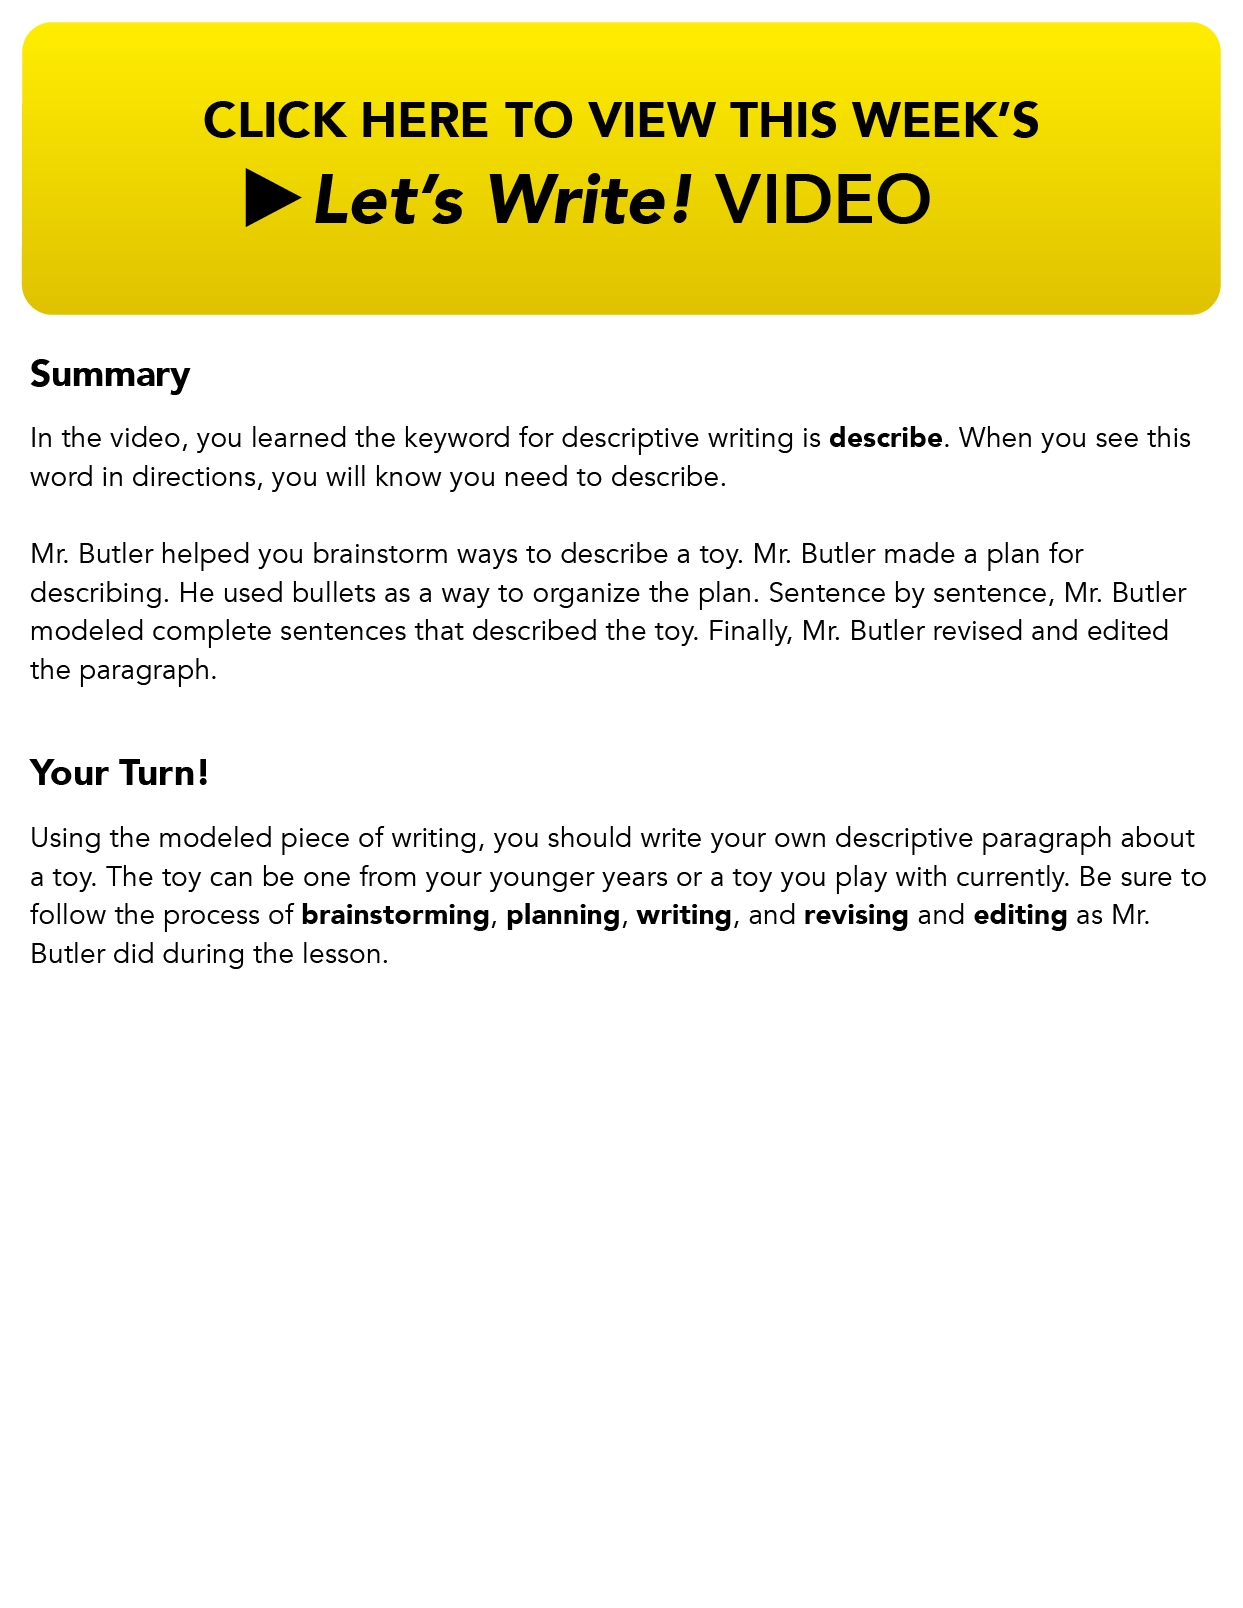 CLICK HERE TO VIEW THIS WEEK’S
Let’s Write! VIDEO
Summary
In the video, you learned the keyword for descriptive writing is describe. When you see this
word in directions, you will know you need to describe.
Mr. Butler helped you brainstorm ways to describe a toy. Mr. Butler made a plan for
describing. He used bullets as a way to organize the plan. Sentence by sentence, Mr. Butler
modeled complete sentences that described the toy. Finally, Mr. Butler revised and edited
the paragraph.
Your Turn!
Using the modeled piece of writing, you should write your own descriptive paragraph about
a toy. The toy can be one from your younger years or a toy you play with currently. Be sure to
follow the process of brainstorming, planning, writing, and revising and editing as Mr.
Butler did during the lesson.